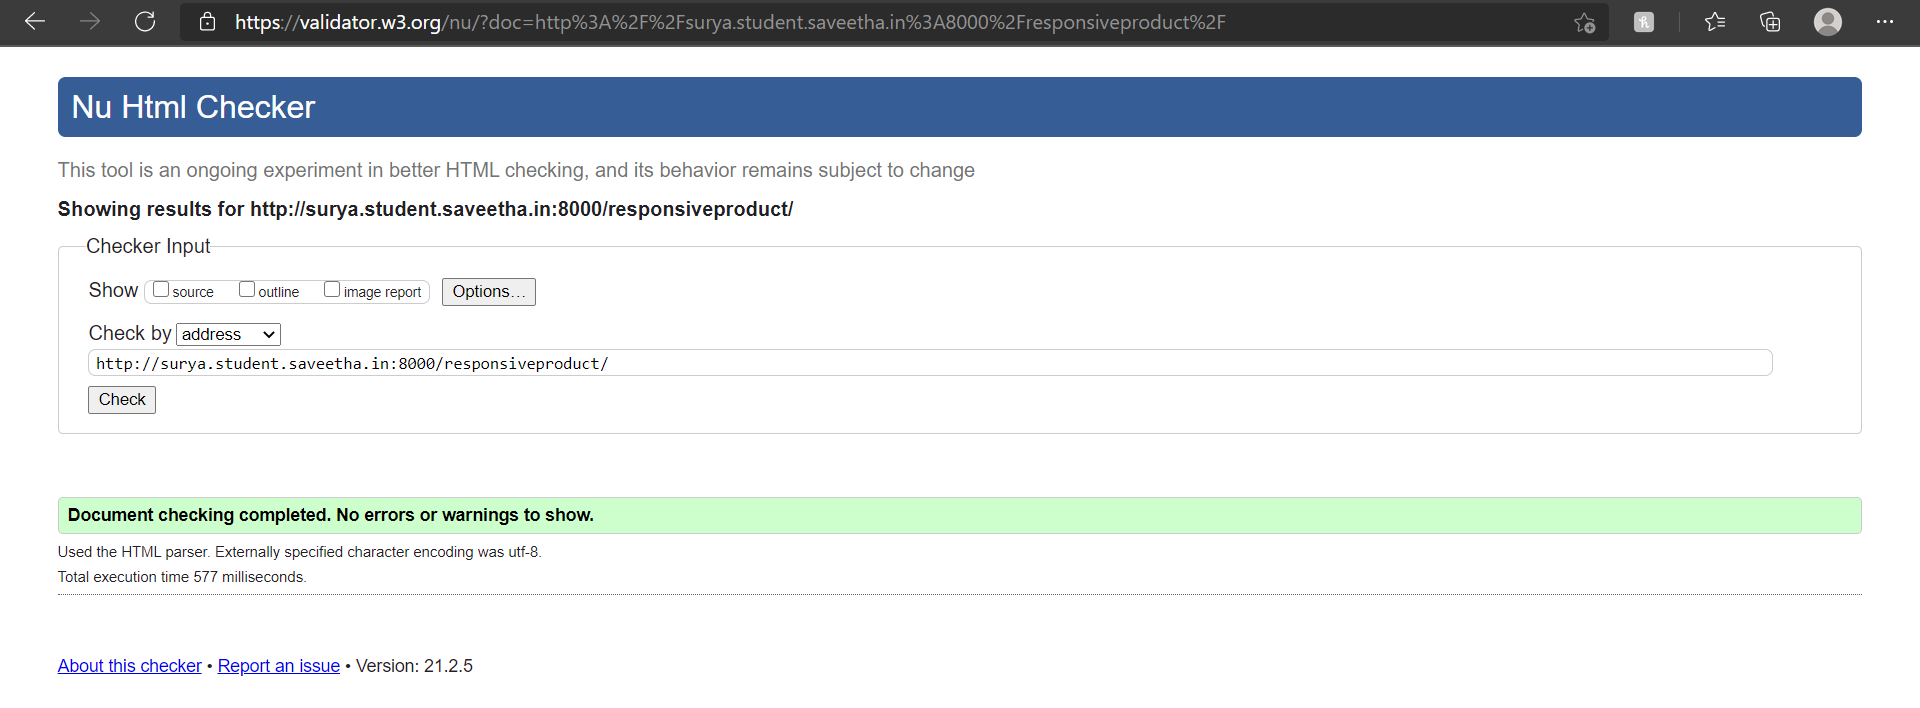 https://validator.w3.org/nu/?doc=http%3A%2F%2Fsurya.student.saveetha.in%3A8000%2Fresponsiveproduct%2F
Nu Html Checker
This tool is an ongoing experiment in better HTML checking, and its behavior remains subject to change
Showing results for http://surya.student.saveetha.in:8000/responsiveproduct/
Checker Input
Show source outline image report Options...
Check by address
http://surya.student.saveetha.in:8000/responsiveproduct/
Check
Document checking completed. No errors or warnings to show.
Used the HTML parser. Externally specified character encoding was utf-8.
Total execution time 577 milliseconds.
About this checker • Report an issue • Version: 21.2.5